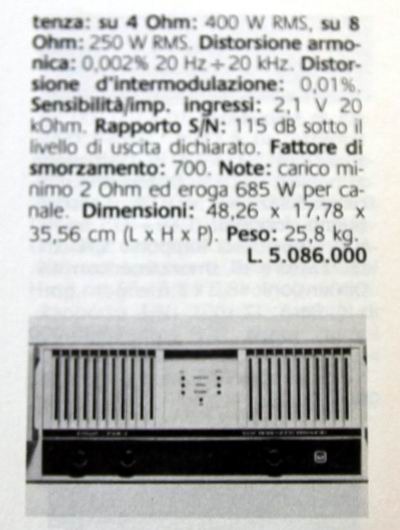 tenza: su 4 Ohm: 400 W RMS, su 8
Ohm: 250 W RMS. Distorsione armo-
nica: 0,002% 20 Hz ÷ 20 kHz. Distor-
sione d'intermodulazione: 0,01%.
Sensibilità/imp. ingressi: 2,1 V 20
kOhm. Rapporto S/N: 115 dB sotto il
livello di uscita dichiarato. Fattore di
smorzamento: 700. Note: carico mi-
nimo 2 Ohm ed eroga 685 W per ca-
nale. Dimensioni: 48,26 x 17,78 x
35,56 cm (L x H x P). Peso: 25,8 kg.
L. 5.086.000